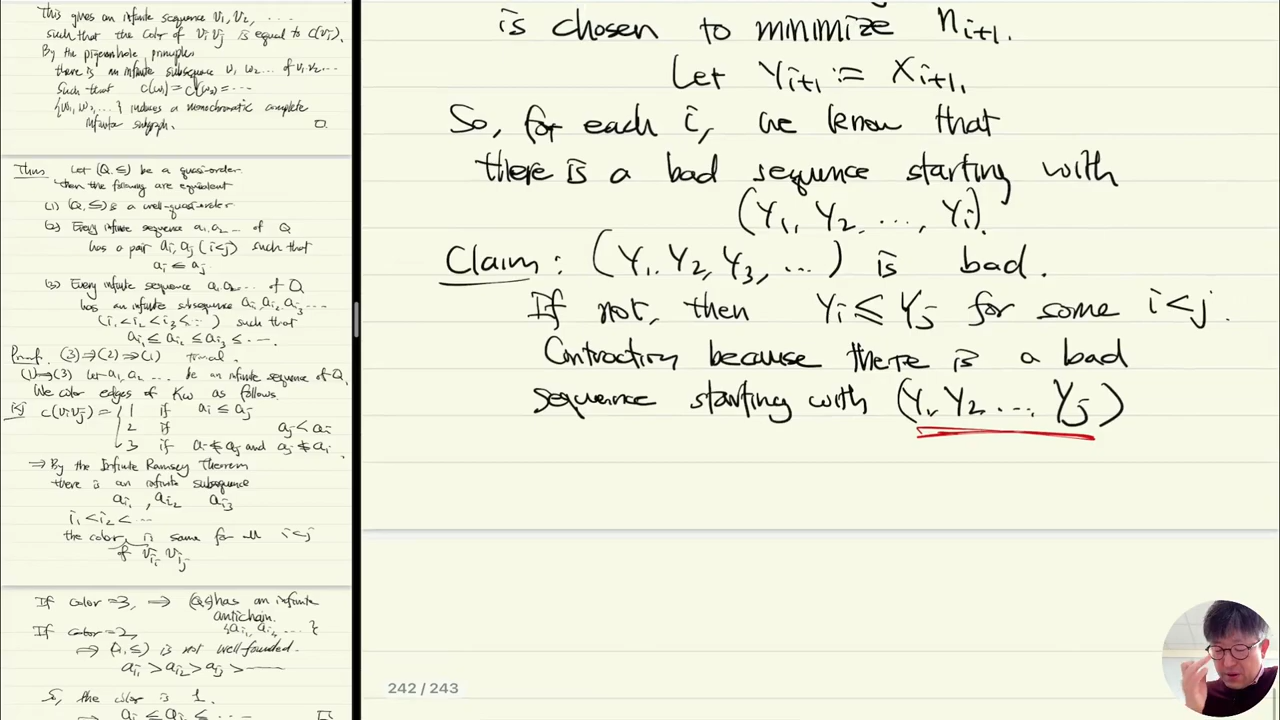 This gives an infinite sequence v1, v2, ....
such that the color of vi vj is equal to c(vi).
By the pigeonhole principle
there is an infinite subsequence w1, w2 ... of v1, v2 ...
such that c(w1) = c(w2) = ...
{w1, w2, ...} induces a monochromatic complete
infinite subgraph. □
Thm Let (Q, ≤) be a quasi-order.
then the following are equivalent
(1) (Q, ≤) is a well-quasi-order
(2) Every infinite sequence a1, a2 ... of Q
has a pair ai, aj (i<j) such that
ai ≤ aj.
(3) Every infinite sequence a1, a2 ... of Q
has an infinite subsequence ai1 ai2 ai3 ....
(i1 < i2 < i3 < ...) such that
ai1 ≤ ai2 ≤ ai3 ≤ ....
Proof. (3)⇒(2)⇒(1) trivial.
(1)⇒(3) Let a1, a2 ... be an infinite sequence of Q.
We color edges of Kω as follows.
i<j c(vi vj) = { 1 if ai ≤ aj
2 if aj < ai
3 if ai ≰ aj and aj ≰ ai.
⇒ By the Infinite Ramsey Theorem
there is an infinite subsequence
ai1, ai2 ai3
i1 < i2 < ...
the color is same for all i<j
of vii vij
If color=3, ⇒ (Q, ≤) has an infinite
antichain.
{ai1, ai2 .... }
If color=2,
⇒ (Q, ≤) is not well-founded.
ai1 > ai2 > ai3 > ....
So, the color is 1.
⇒ ai1 ≤ ai2 ≤ .... □
is chosen to minimize ni+1.
Let Yi+1 := Xi+1.
So, for each i, we know that
there is a bad sequence starting with
(Y1, Y2, ..., Yi).
Claim: (Y1, Y2, Y3, ...) is bad.
If not, then Yi ≤ Yj for some i<j.
Contraction because there is a bad
sequence starting with (Y1, Y2 ..., Yj)
242 / 243